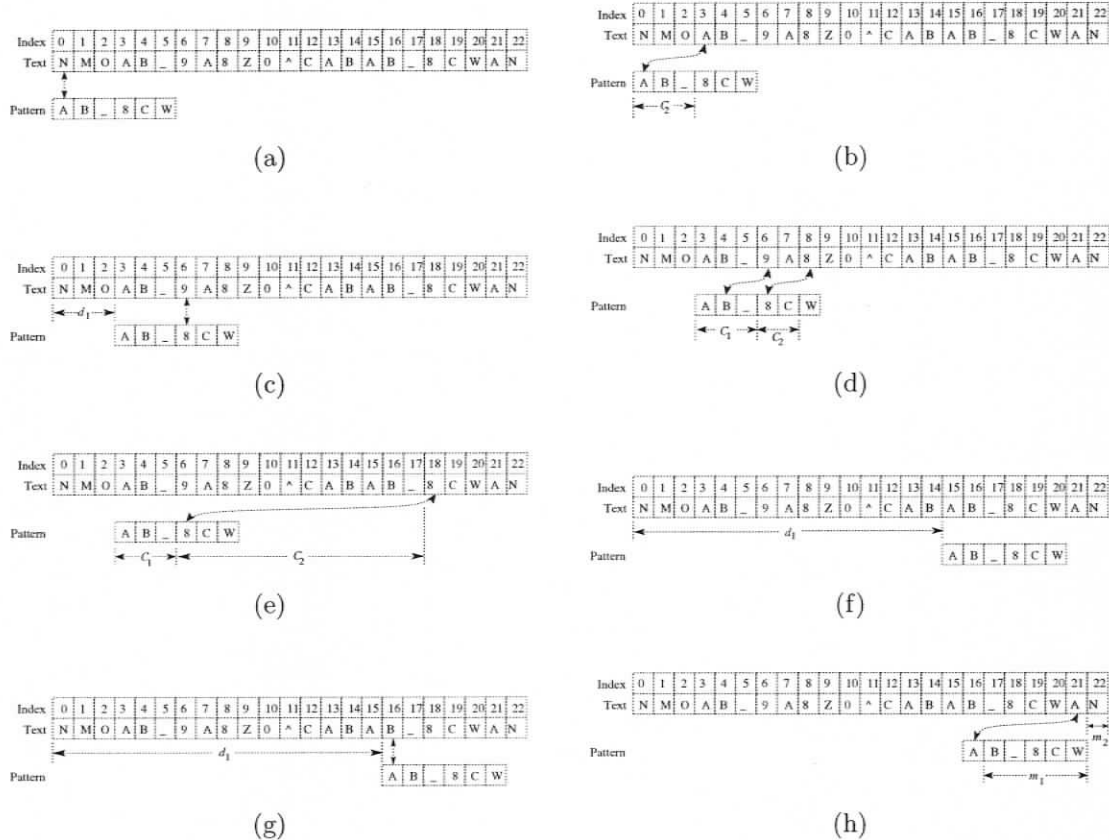 Index 0 1 2 3 4 5 6 7 8 9 10 11 12 13 14 15 16 17 18 19 20 21 22
Text N M O A B _ 9 A 8 Z 0 ^ C A B A B _ 8 C W A N
Pattern A B _ 8 C W
(a)
Index 0 1 2 3 4 5 6 7 8 9 10 11 12 13 14 15 16 17 18 19 20 21 22
Text N M O A B _ 9 A 8 Z 0 ^ C A B A B _ 8 C W A N
Pattern A B _ 8 C W
C2
(b)
Index 0 1 2 3 4 5 6 7 8 9 10 11 12 13 14 15 16 17 18 19 20 21 22
Text N M O A B _ 9 A 8 Z 0 ^ C A B A B _ 8 C W A N
d1
Pattern A B _ 8 C W
(c)
Index 0 1 2 3 4 5 6 7 8 9 10 11 12 13 14 15 16 17 18 19 20 21 22
Text N M O A B _ 9 A 8 Z 0 ^ C A B A B _ 8 C W A N
Pattern A B _ 8 C W
C1 C2
(d)
Index 0 1 2 3 4 5 6 7 8 9 10 11 12 13 14 15 16 17 18 19 20 21 22
Text N M O A B _ 9 A 8 Z 0 ^ C A B A B _ 8 C W A N
Pattern A B _ 8 C W
C1 C2
(e)
Index 0 1 2 3 4 5 6 7 8 9 10 11 12 13 14 15 16 17 18 19 20 21 22
Text N M O A B _ 9 A 8 Z 0 ^ C A B A B _ 8 C W A N
d1
Pattern A B _ 8 C W
(f)
Index 0 1 2 3 4 5 6 7 8 9 10 11 12 13 14 15 16 17 18 19 20 21 22
Text N M O A B _ 9 A 8 Z 0 ^ C A B A B _ 8 C W A N
d1
Pattern A B _ 8 C W
(g)
Index 0 1 2 3 4 5 6 7 8 9 10 11 12 13 14 15 16 17 18 19 20 21 22
Text N M O A B _ 9 A 8 Z 0 ^ C A B A B _ 8 C W A N
Pattern A B _ 8 C W m2
m1
(h)